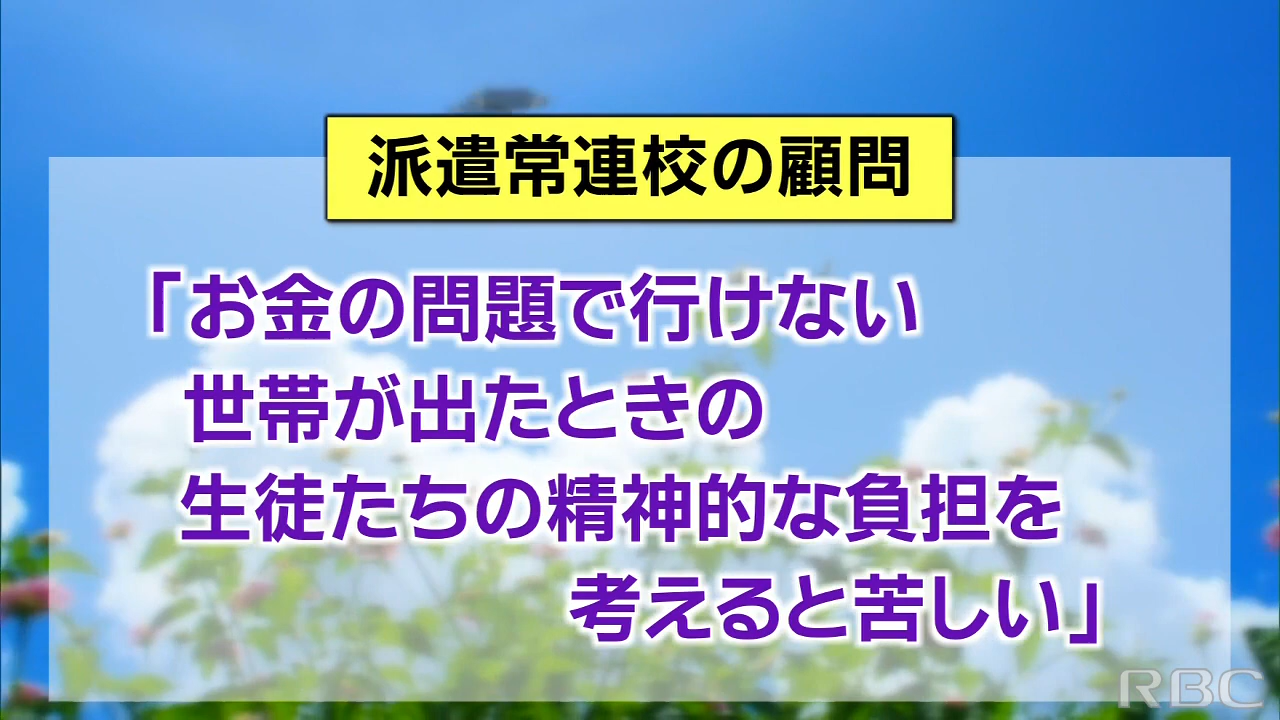 派遣常連校の顧問
「お金の問題で行けない
世帯が出たときの
生徒たちの精神的な負担を
考えると苦しい」
RBC